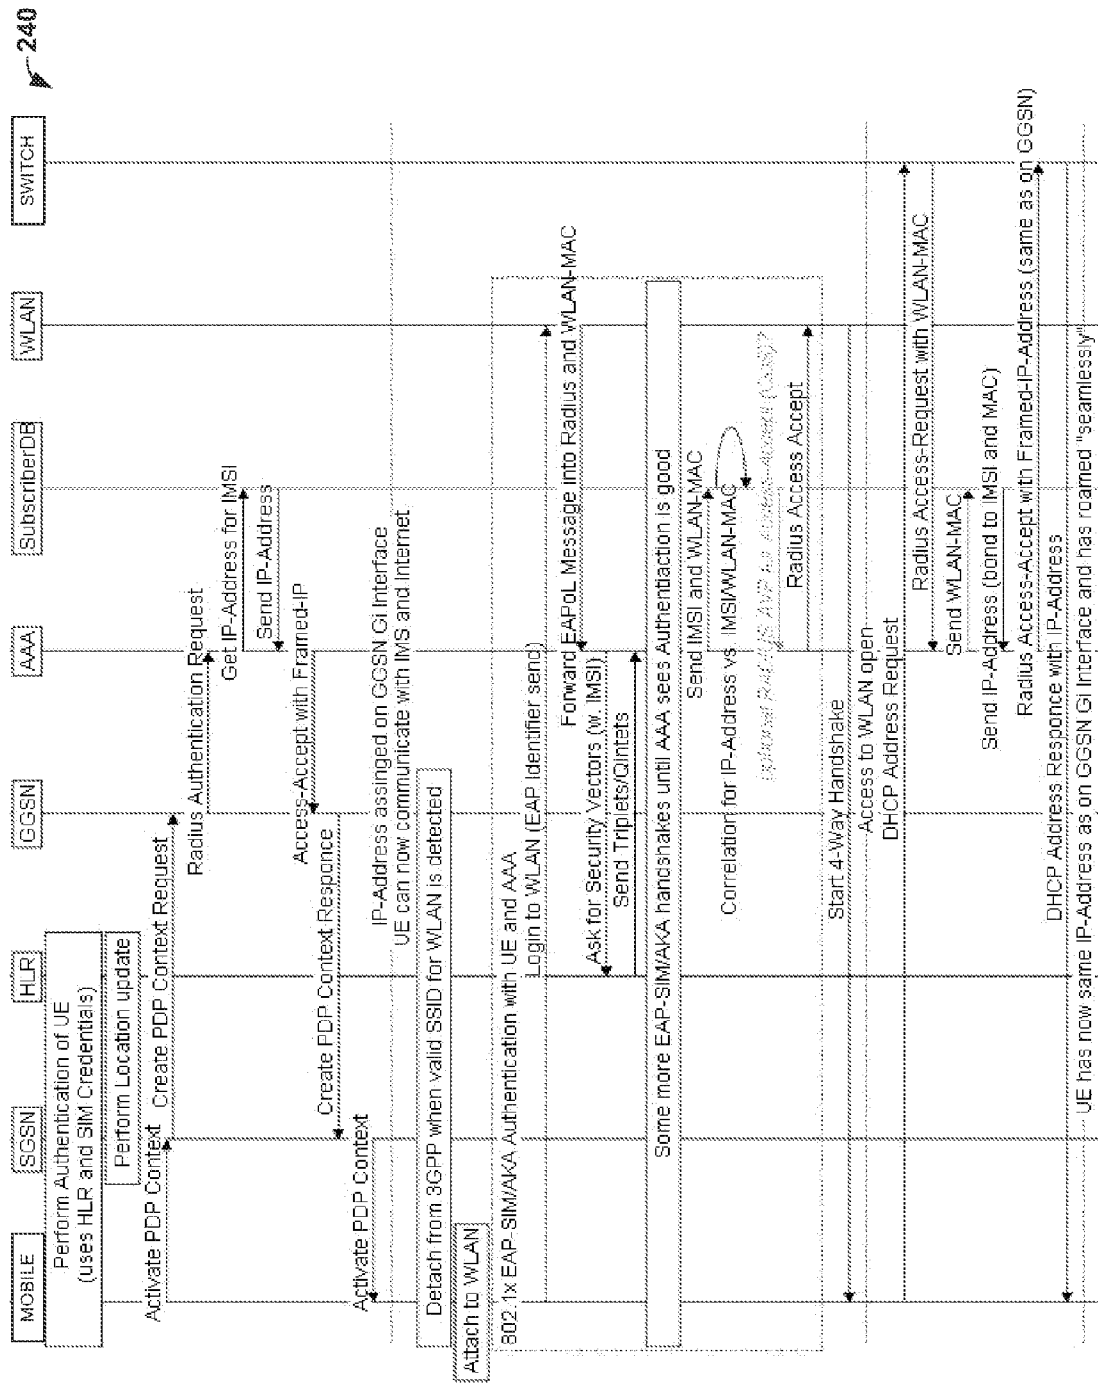 240
MOBILE
SGSN
HLR
GGSN
AAA
SubscriberDB
WLAN
SWITCH
Perform Authentication of UE
(uses HLR and SIM Credentials)
Perform Location update
Activate PDP Context
Create PDP Context Request
Radius Authentication Request
Get IP-Address for IMSI
Send IP-Address
Access-Accept with Framed-IP
Create PDP Context Responce
Activate PDP Context
IP-Address assinged on GGSN Gi Interface
UE can now communicate with IMS and Internet
Detach from 3GPP when valid SSID for WLAN is detected
Attach to WLAN
802.1x EAP-SIM/AKA Authentication with UE and AAA
Login to WLAN (EAP Identifier send)
Forward EAPoL Message into Radius and WLAN-MAC
Ask for Security Vectors (w. IMSI)
Send Triplets/Qintets
Some more EAP-SIM/AKA handshakes until AAA sees Authentiaction is good
Send IMSI and WLAN-MAC
Correlation for IP-Address vs. IMSI/WLAN-MAC
optional RADIUS AVP for Access-Accept
Radius Access Accept
Start 4-Way Handshake
Access to WLAN open
DHCP Address Request
Radius Access-Request with WLAN-MAC
Send WLAN-MAC
Send IP-Address (bond to IMSI and MAC)
Radius Access-Accept with Framed-IP-Address (same as on GGSN)
DHCP Address Responce with IP-Address
UE has now same IP-Address as on GGSN Gi Interface and has roamed "seamlessly"